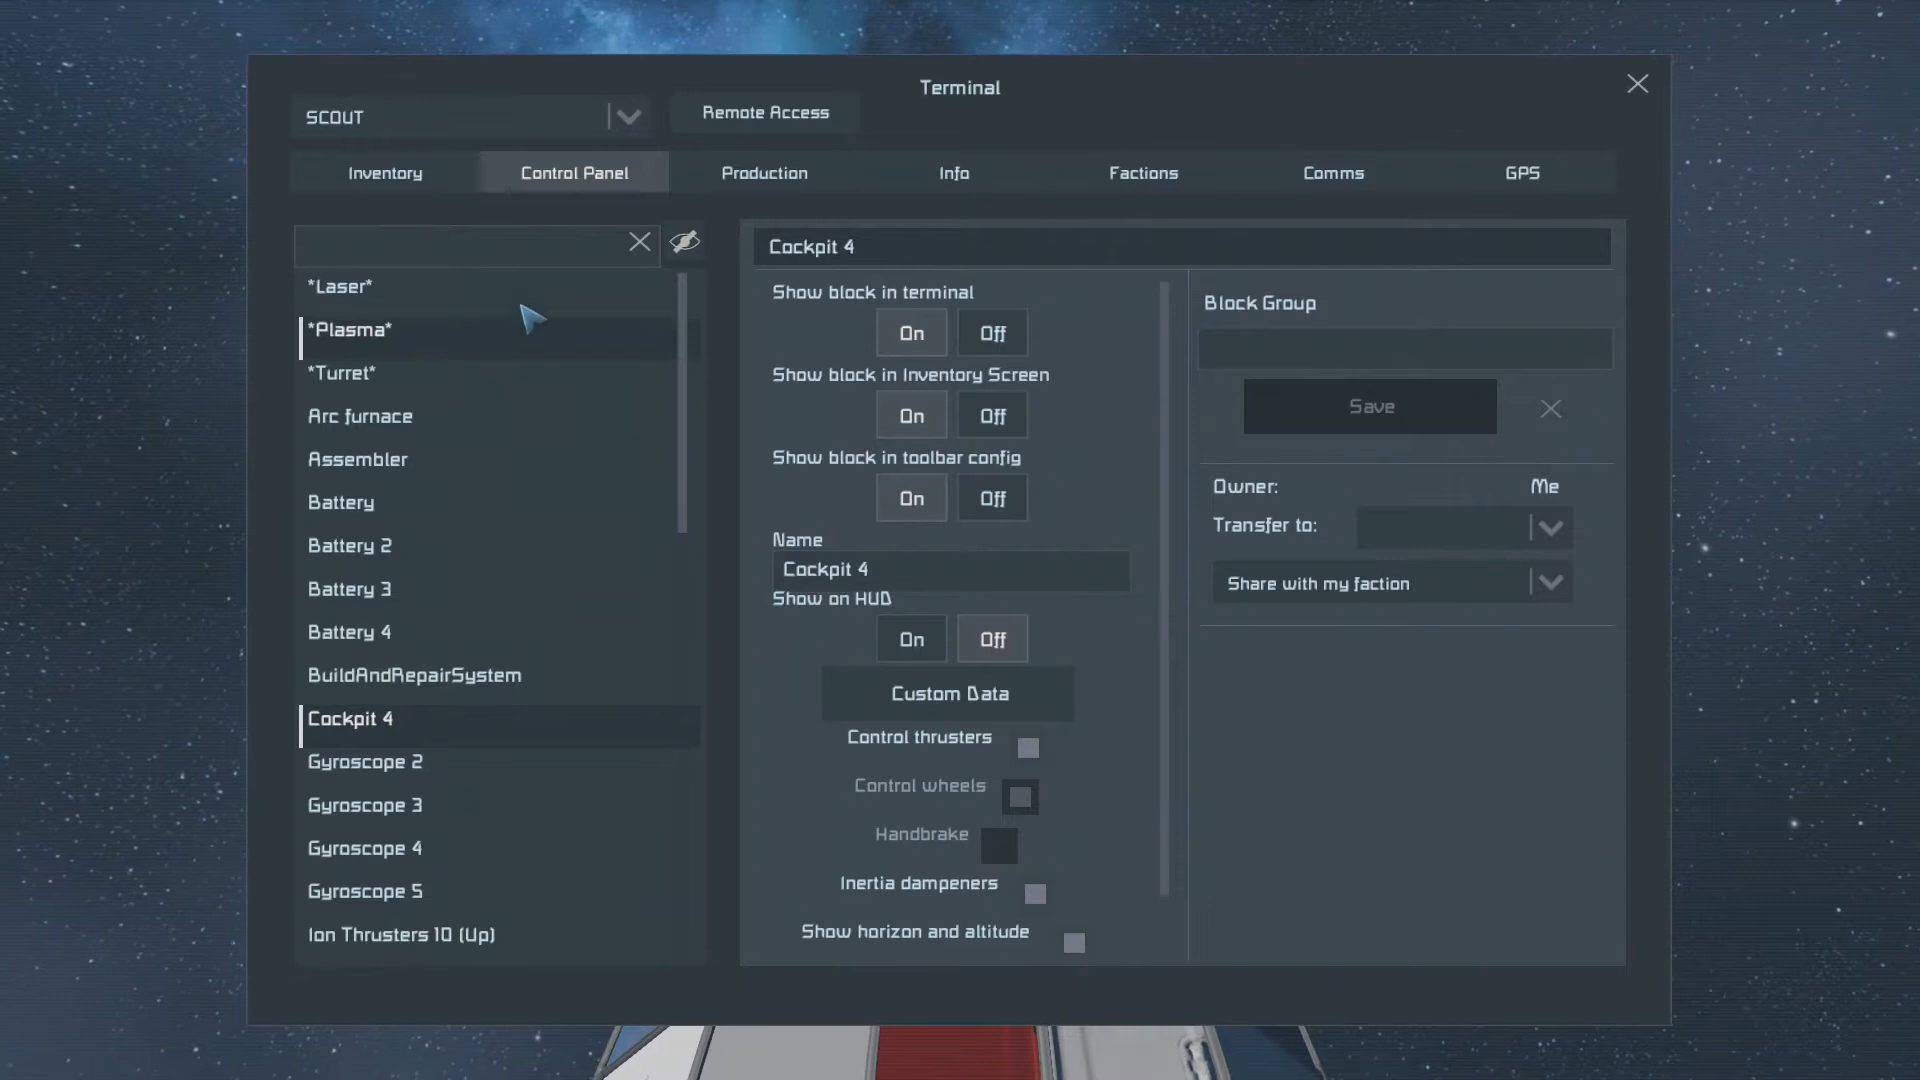 Terminal
SCOUT
Remote Access
Inventory
Control Panel
Production
Info
Factions
Comms
GPS
*Laser*
*Plasma*
*Turret*
Arc furnace
Assembler
Battery
Battery 2
Battery 3
Battery 4
BuildAndRepairSystem
Cockpit 4
Gyroscope 2
Gyroscope 3
Gyroscope 4
Gyroscope 5
Ion Thrusters 10 (Up)
Cockpit 4
Show block in terminal
On Off
Show block in Inventory Screen
On Off
Show block in toolbar config
On Off
Name
Cockpit 4
Show on HUD
On Off
Custom Data
Control thrusters
Control wheels
Handbrake
Inertia dampeners
Show horizon and altitude
Block Group
Save
Owner: Me
Transfer to:
Share with my faction